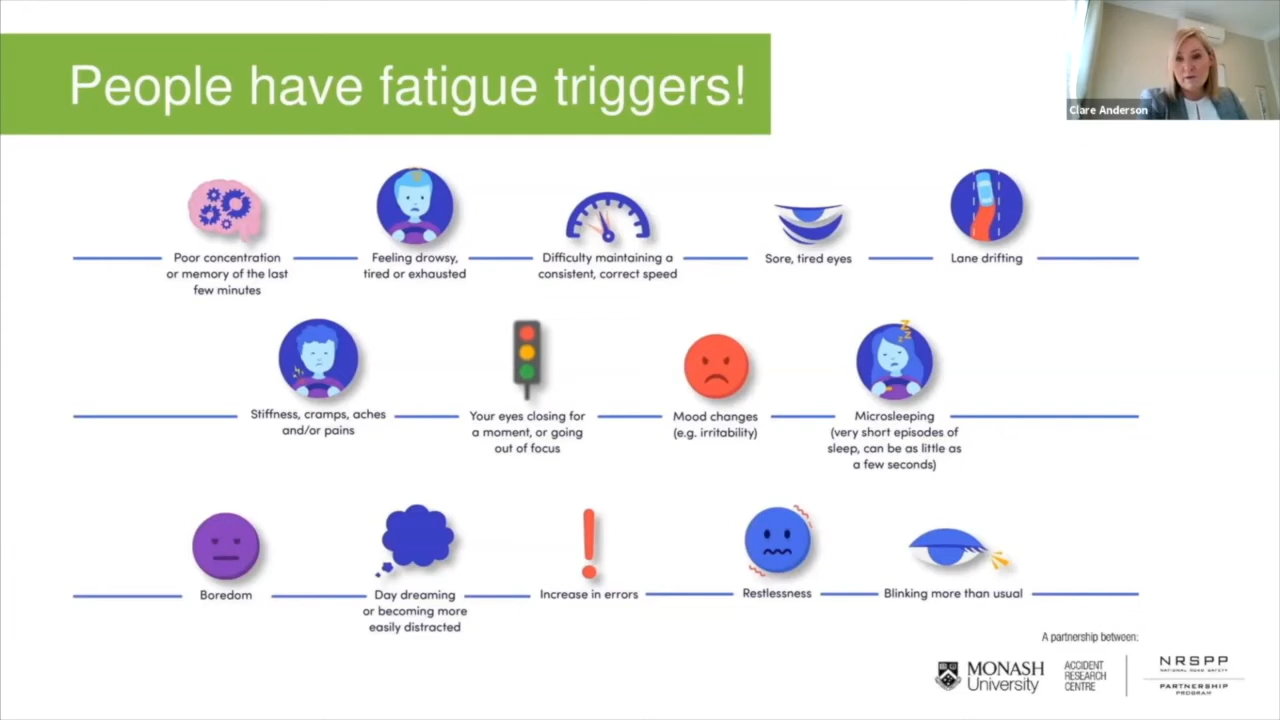 People have fatigue triggers!
Clare Anderson
Poor concentration
or memory of the last
few minutes
Feeling drowsy,
tired or exhausted
Difficulty maintaining a
consistent, correct speed
Sore, tired eyes
Lane drifting
Stiffness, cramps, aches
and/or pains
Your eyes closing for
a moment, or going
out of focus
Mood changes
(e.g. irritability)
Microsleeping
(very short episodes of
sleep, can be as little as
a few seconds)
Boredom
Day dreaming
or becoming more
easily distracted
Increase in errors
Restlessness
Blinking more than usual
A partnership between:
MONASH
University
ACCIDENT
RESEARCH
CENTRE
NRSPP
NATIONAL ROAD SAFETY
PARTNERSHIP
PROGRAM